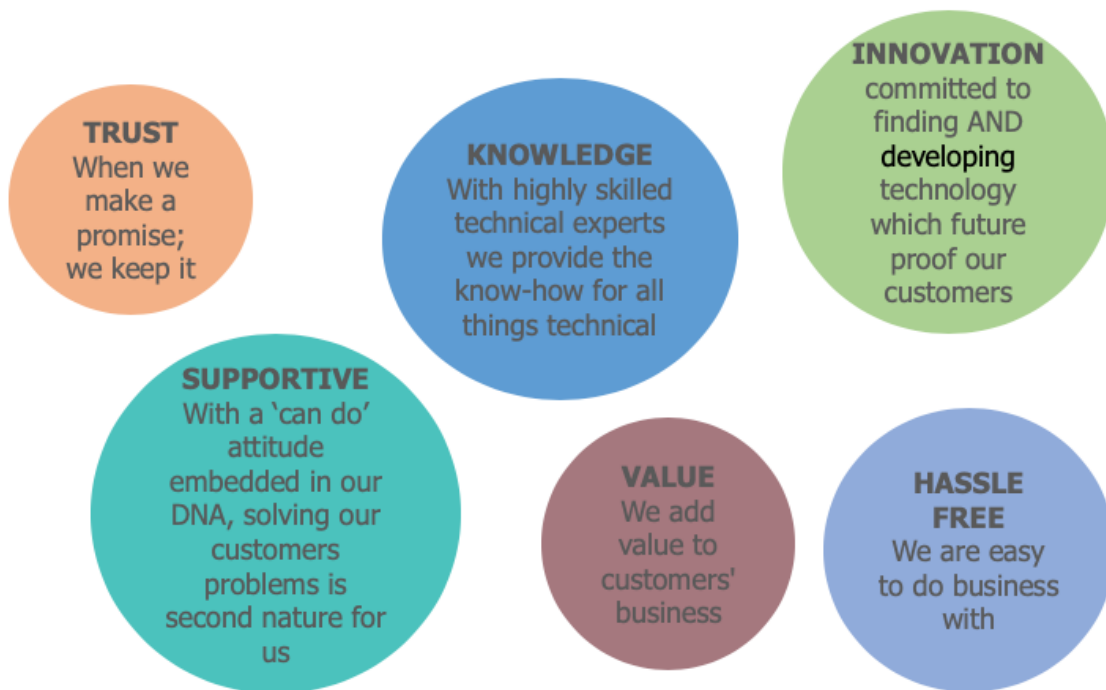 TRUST
When we
make a
promise;
we keep it
KNOWLEDGE
With highly skilled
technical experts
we provide the
know-how for all
things technical
INNOVATION
committed to
finding AND
developing
technology
which future
proof our
customers
SUPPORTIVE
With a ‘can do’
attitude
embedded in our
DNA, solving our
customers
problems is
second nature for
us
VALUE
We add
value to
customers'
business
HASSLE
FREE
We are easy
to do business
with